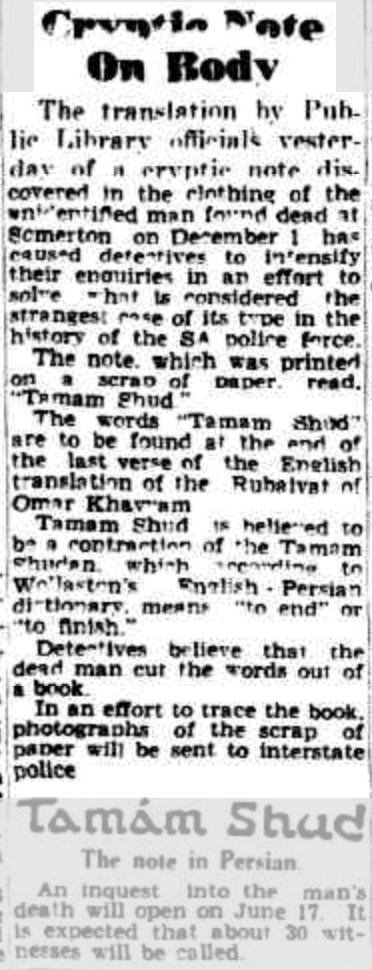 Cryptic Note
On Body
The translation by Pub-
lic Library officials yester-
day of a cryptic note dis-
covered in the clothing of the
unidentified man found dead at
Somerton on December 1 has
caused detectives to intensify
their enquiries in an effort to
solve what is considered the
strangest case of its type in the
history of the SA police force.
The note, which was printed
on a scrap of paper, read,
"Tamam Shud."
The words "Tamam Shud"
are to be found at the end of
the last verse of the English
translation of the Rubaiyat of
Omar Khayyam
Tamam Shud is believed to
be a contraction of the Tamam
Shudan, which according to
Wollaston's English-Persian
dictionary, means "to end" or
"to finish."
Detectives believe that the
dead man cut the words out of
a book.
In an effort to trace the book,
photographs of the scrap of
paper will be sent to interstate
police
Tamám Shud
The note in Persian.
An inquest into the man's
death will open on June 17. It
is expected that about 30 wit-
nesses will be called.